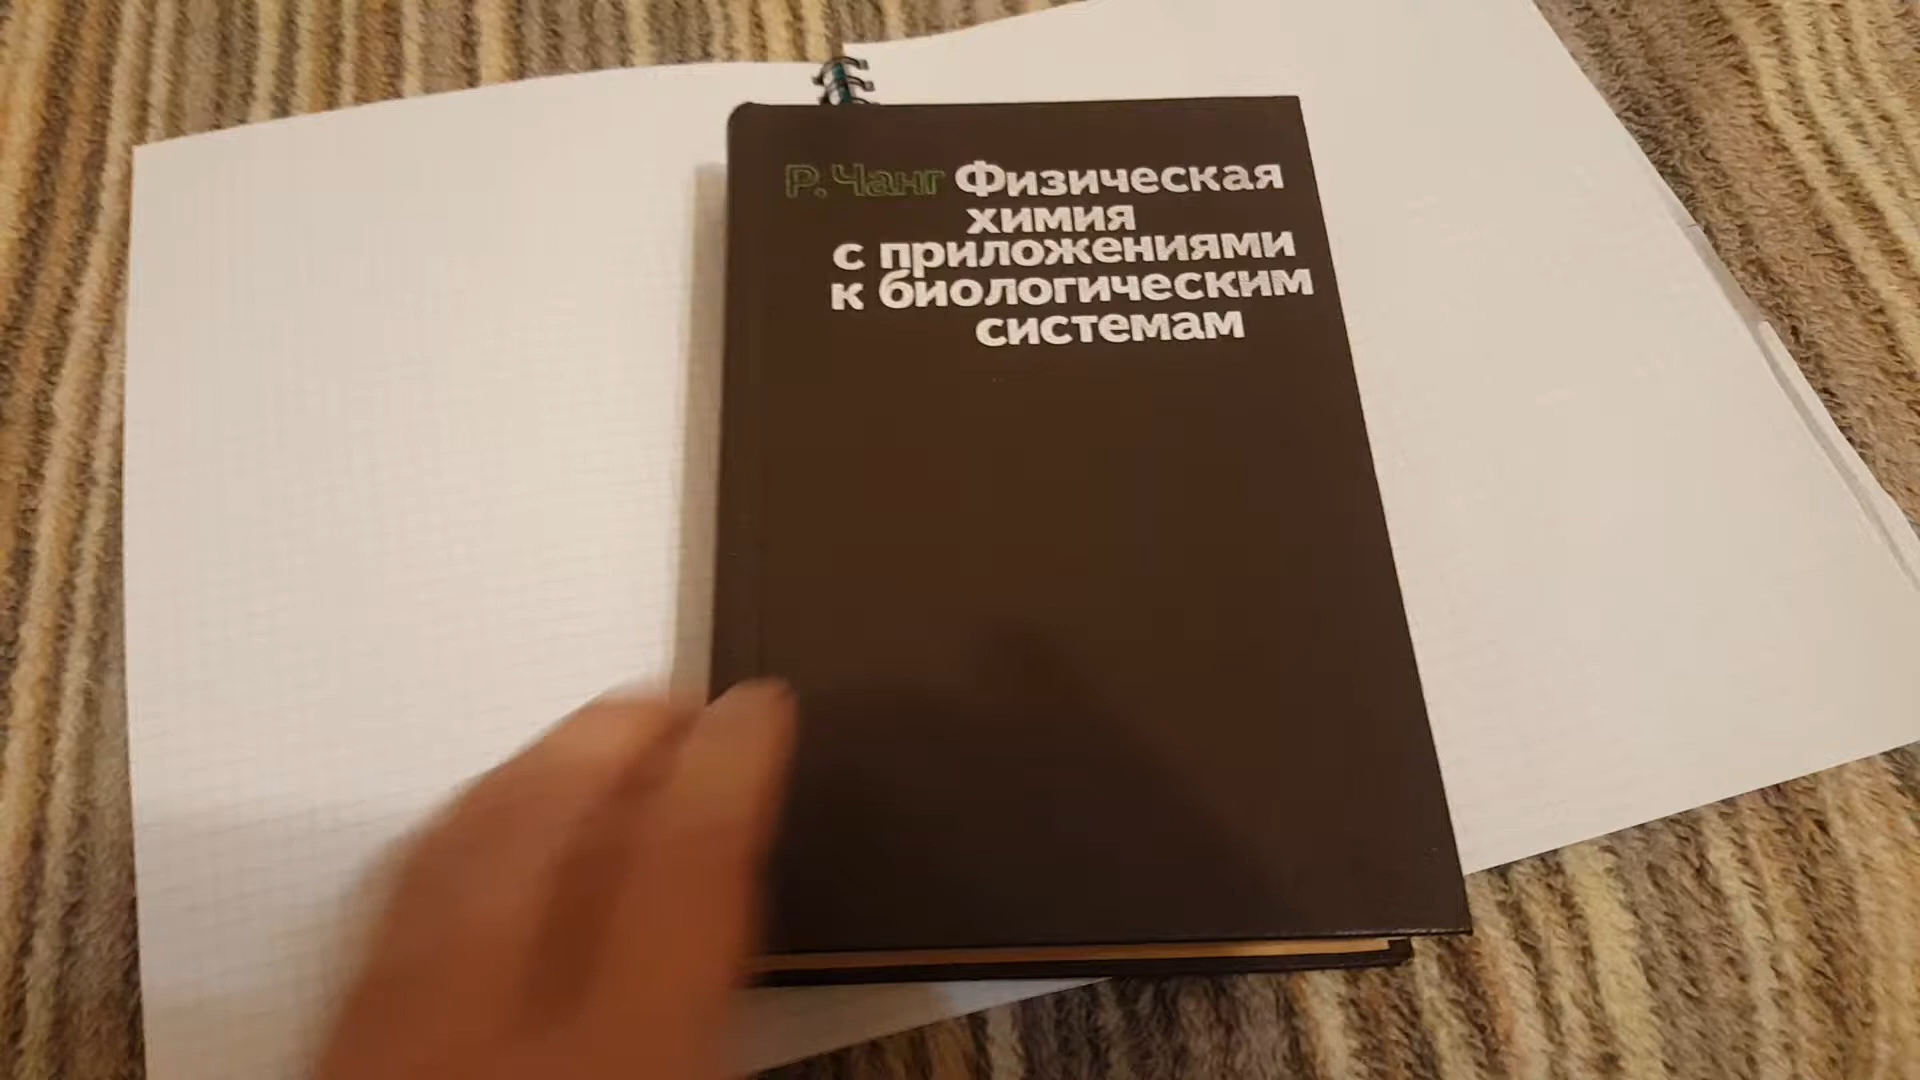 Р. Чанг Физическая
химия
с приложениями
к биологическим
системам